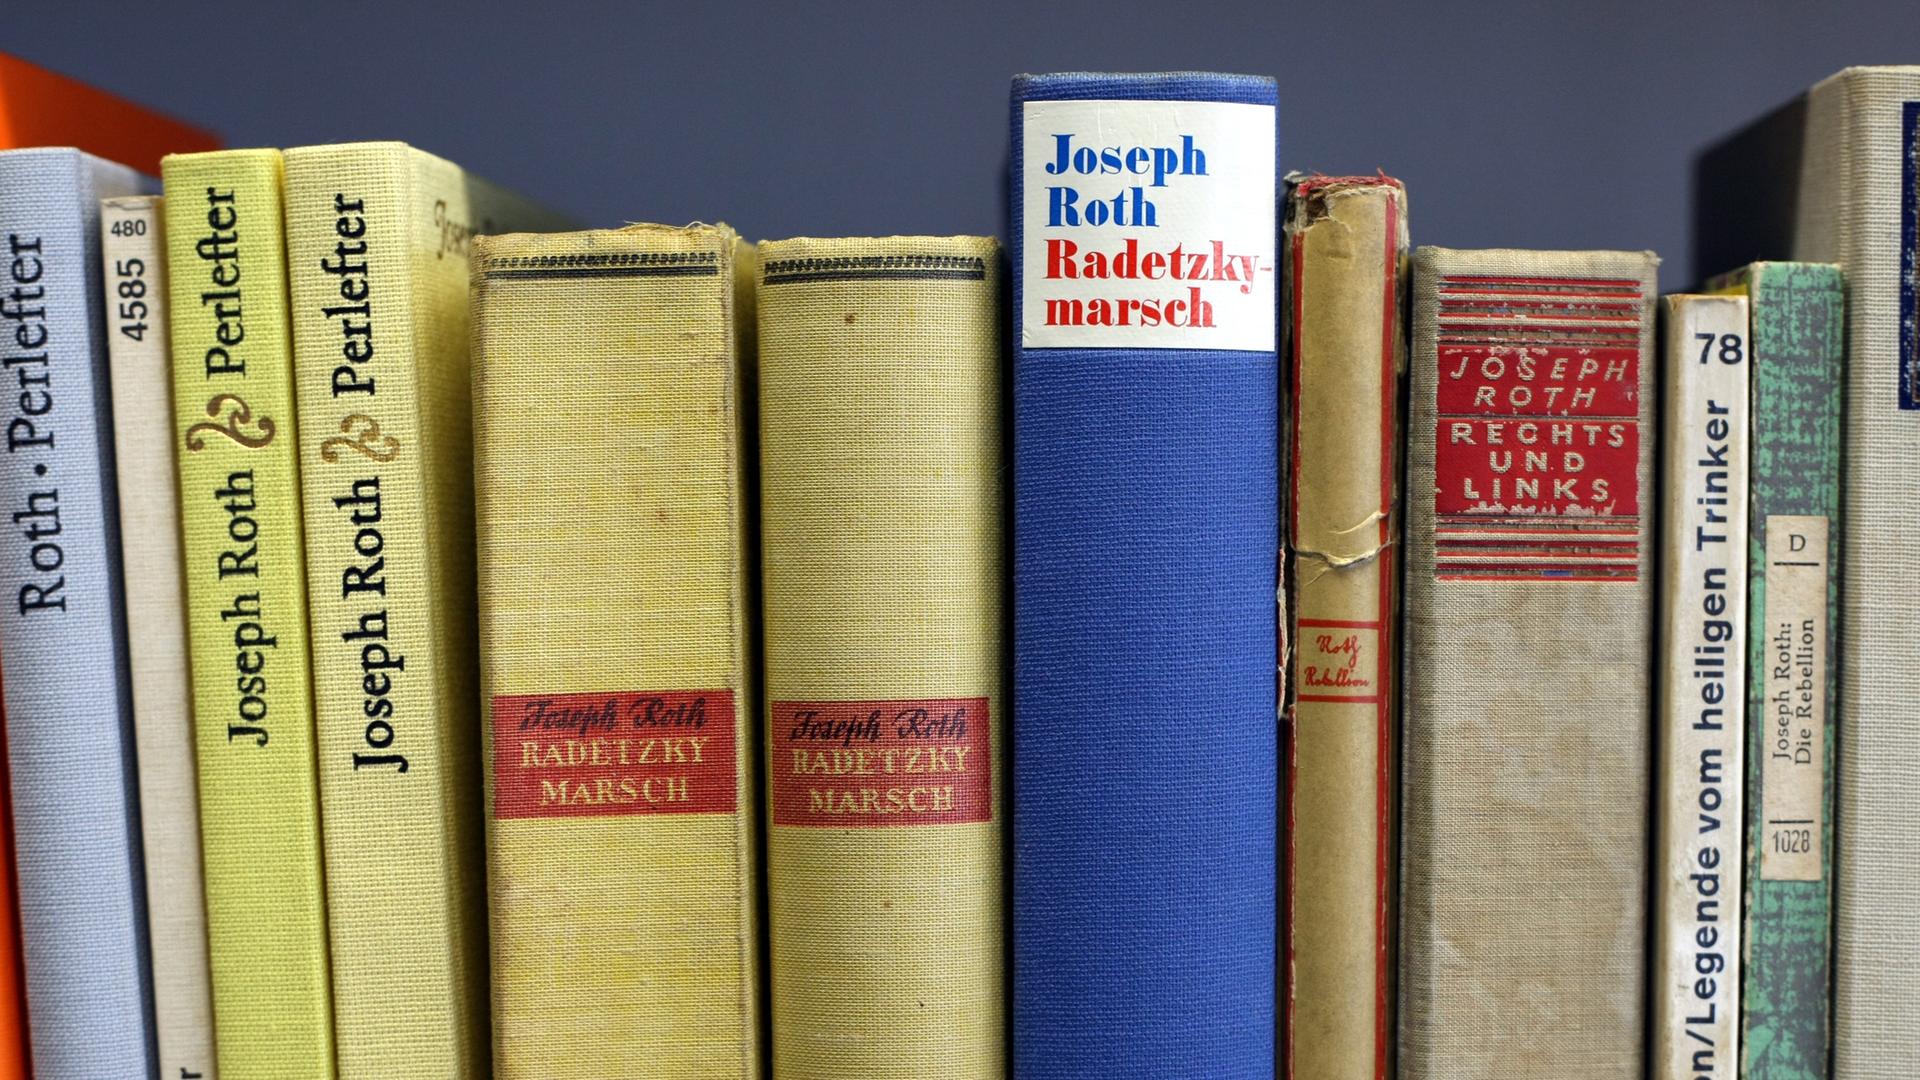 Roth · Perlefter
480
4585
Joseph Roth Perlefter
Joseph Roth Perlefter
Joseph Roth
RADETZKY
MARSCH
Joseph Roth
RADETZKY
MARSCH
Joseph
Roth
Radetzky-
marsch
Roth
Rebellion
JOSEPH
ROTH
RECHTS
UND
LINKS
on/Legende vom heiligen Trinker 78
D
Joseph Roth:
Die Rebellion
1028